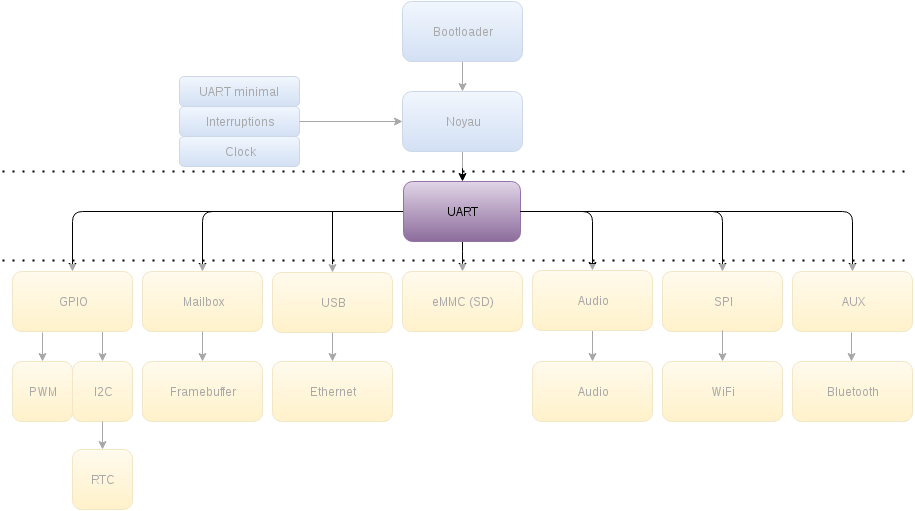 Bootloader
UART minimal
Interruptions
Noyau
Clock
UART
GPIO
Mailbox
USB
eMMC (SD)
Audio
SPI
AUX
PWM
I2C
Framebuffer
Ethernet
Audio
WiFi
Bluetooth
RTC